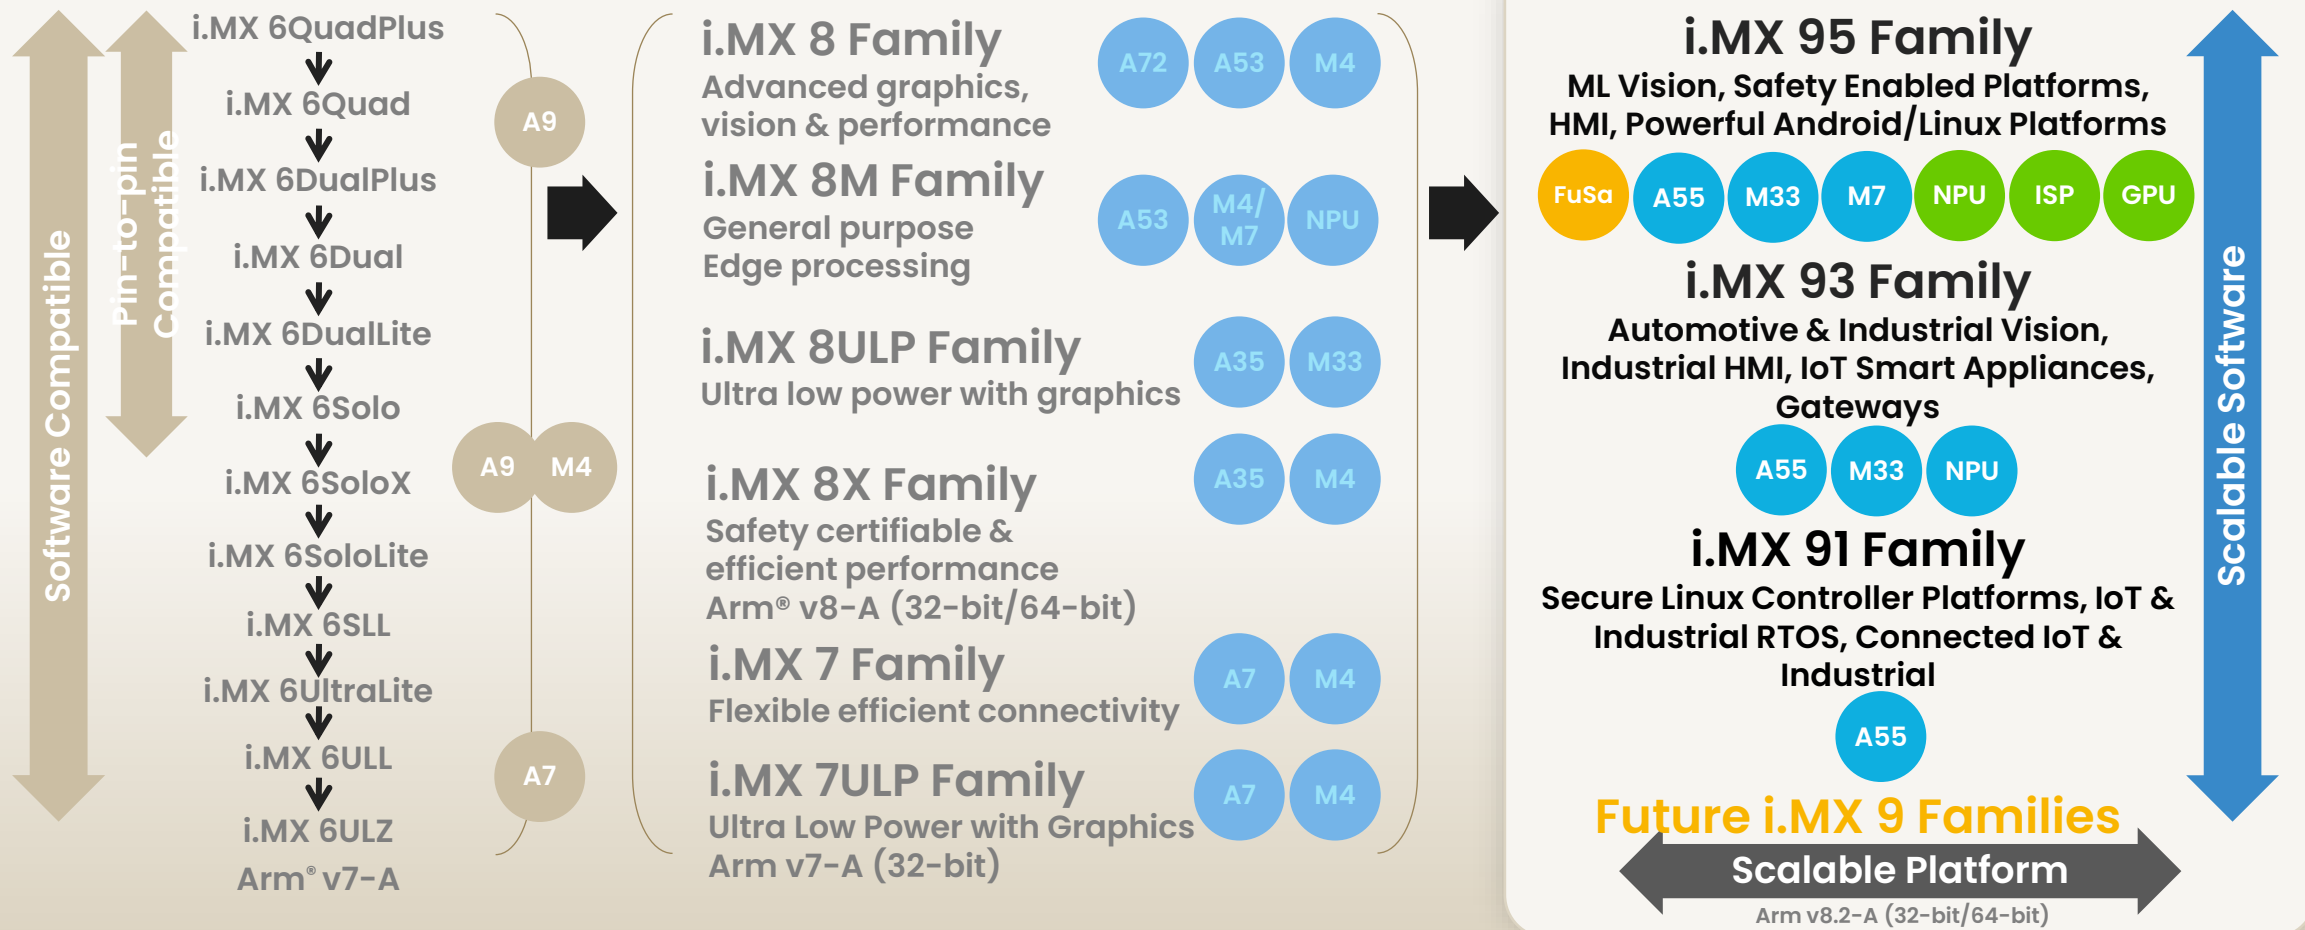 Software Compatible
Pin-to-pin
Compatible
i.MX 6QuadPlus
i.MX 6Quad
i.MX 6DualPlus
i.MX 6Dual
i.MX 6DualLite
i.MX 6Solo
i.MX 6SoloX
i.MX 6SoloLite
i.MX 6SLL
i.MX 6UltraLite
i.MX 6ULL
i.MX 6ULZ
Arm® v7-A
A9
A9 M4
A7
i.MX 8 Family
Advanced graphics,
vision & performance
A72 A53 M4
i.MX 8M Family
General purpose
Edge processing
A53 M4/
M7 NPU
i.MX 8ULP Family
Ultra low power with graphics
A35 M33
i.MX 8X Family
Safety certifiable &
efficient performance
Arm® v8-A (32-bit/64-bit)
A35 M4
i.MX 7 Family
Flexible efficient connectivity
A7 M4
i.MX 7ULP Family
Ultra Low Power with Graphics
Arm v7-A (32-bit)
A7 M4
i.MX 95 Family
ML Vision, Safety Enabled Platforms,
HMI, Powerful Android/Linux Platforms
FuSa A55 M33 M7 NPU ISP GPU
i.MX 93 Family
Automotive & Industrial Vision,
Industrial HMI, IoT Smart Appliances,
Gateways
A55 M33 NPU
i.MX 91 Family
Secure Linux Controller Platforms, IoT &
Industrial RTOS, Connected IoT &
Industrial
A55
Future i.MX 9 Families
Scalable Platform
Arm v8.2-A (32-bit/64-bit)
Scalable Software